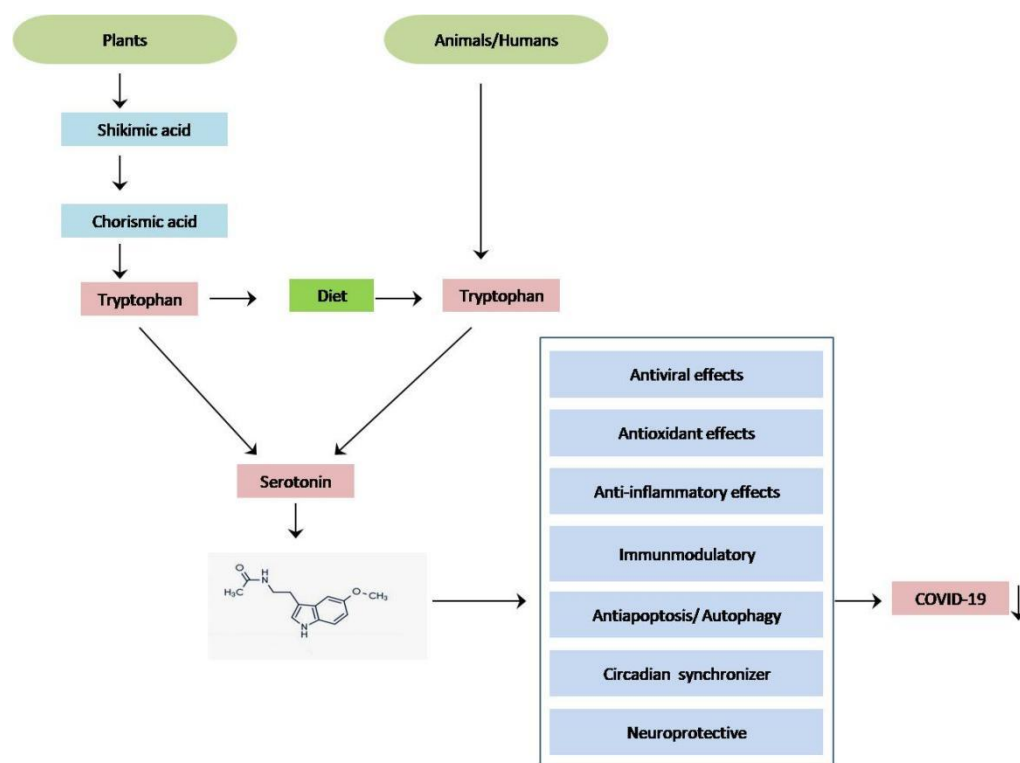 Plants
Animals/Humans
Shikimic acid
Chorismic acid
Tryptophan
Diet
Tryptophan
Antiviral effects
Antioxidant effects
Serotonin
Anti-inflammatory effects
Immunmodulatory
O
H
N
H₃C
O
CH₃
N
H
COVID-19
Antiapoptosis/ Autophagy
Circadian synchronizer
Neuroprotective